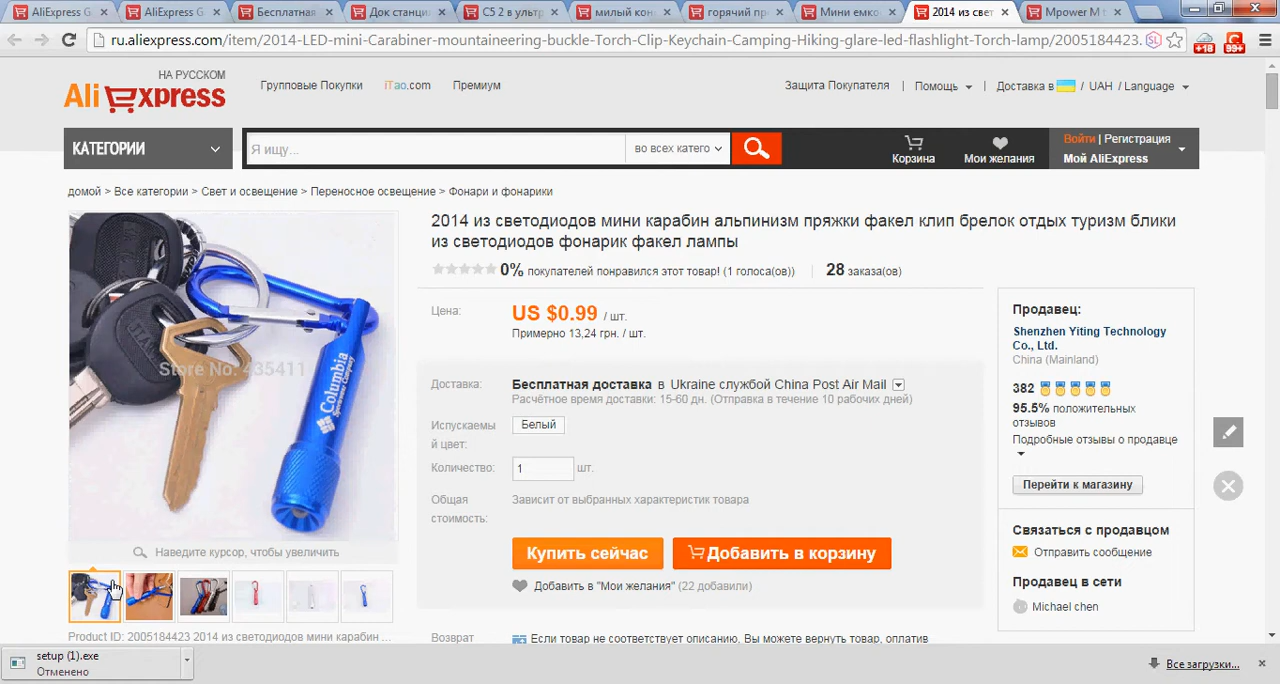 AliExpress G
AliExpress G
Бесплатная
Док станци
C5 2 в ультр
милый кон
горячий пр
Мини емко
2014 из свет
Mpower M t
ru.aliexpress.com/item/2014-LED-mini-Carabiner-mountaineering-buckle-Torch-Clip-Keychain-Camping-Hiking-glare-led-flashlight-Torch-lamp/2005184423.
+18
99+
НА РУССКОМ
AliExpress
Групповые Покупки
iTao.com
Премиум
Защита Покупателя | Помощь | Доставка в / UAH / Language
КАТЕГОРИИ
Я ищу...
во всех катего
Корзина
Мои желания
Войти | Регистрация
Мой AliExpress
домой > Все категории > Свет и освещение > Переносное освещение > Фонари и фонарики
2014 из светодиодов мини карабин альпинизм пряжки факел клип брелок отдых туризм блики
из светодиодов фонарик факел лампы
0% покупателей понравился этот товар! (1 голоса(ов)) 28 заказа(ов)
Цена:
US $0.99 / шт.
Примерно 13,24 грн. / шт.
Доставка:
Бесплатная доставка в Ukraine службой China Post Air Mail
Расчётное время доставки: 15-60 дн. (Отправка в течение 10 рабочих дней)
Испускаемы
й цвет:
Белый
Количество:
1
шт.
Общая
стоимость:
Зависит от выбранных характеристик товара
Купить сейчас
Добавить в корзину
Добавить в "Мои желания" (22 добавили)
Возврат
Если товар не соответствует описанию, Вы можете вернуть товар, оплатив
Продавец:
Shenzhen Yiting Technology
Co., Ltd.
China (Mainland)
382
95.5% положительных
отзывов
Подробные отзывы о продавце
Перейти к магазину
Связаться с продавцом
Отправить сообщение
Продавец в сети
Michael chen
Store No: 435411
Columbia
Sportswear Company
Наведите курсор, чтобы увеличить
Product ID: 2005184423 2014 из светодиодов мини карабин ...
setup (1).exe
Отменено
Все загрузки...